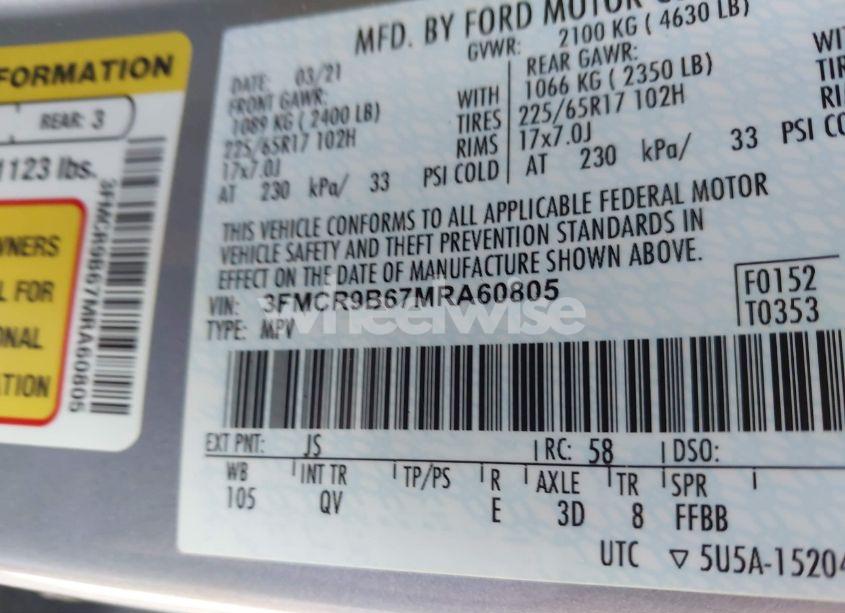 FORMATION
REAR: 3
1123 lbs.
3FMCR9B67MRA60805
WNERS
L FOR
ONAL
ATION
MFD. BY FORD MOTOR
GVWR: 2100 KG ( 4630 LB)
DATE: 03/21
FRONT GAWR:
1089 KG ( 2400 LB)
225/65R17 102H
17x7.0J
AT 230 kPa/ 33 PSI COLD
WITH
TIRES
RIMS
REAR GAWR:
1066 KG ( 2350 LB)
225/65R17 102H
17x7.0J
AT 230 kPa/ 33 PSI CO
WIT
TIRE
RI
THIS VEHICLE CONFORMS TO ALL APPLICABLE FEDERAL MOTOR
VEHICLE SAFETY AND THEFT PREVENTION STANDARDS IN
EFFECT ON THE DATE OF MANUFACTURE SHOWN ABOVE.
VIN: 3FMCR9B67MRA60805
TYPE: MPV
F0152
T0353
wheelwise
EXT PNT: JS RC: 58 DSO:
WB INT TR TP/PS R AXLE TR SPR
105 QV E 3D 8 FFBB
UTC ▽ 5U5A-15204